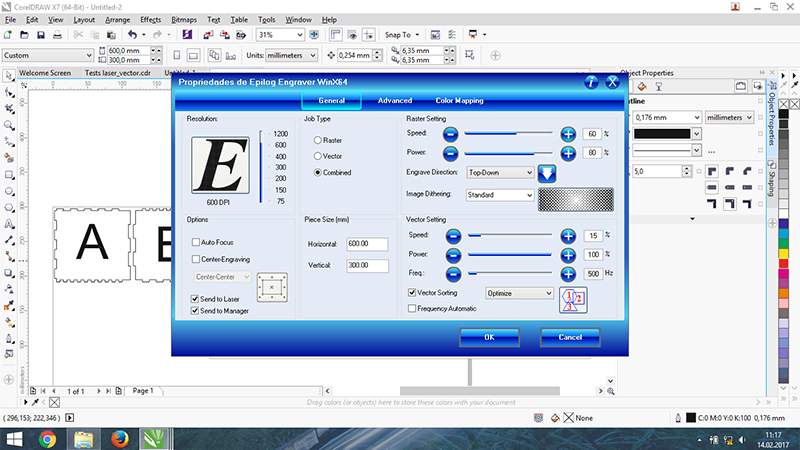 CorelDRAW X7 (64-Bit) - Untitled-2
File Edit View Layout Arrange Effects Bitmaps Text Table Tools Window Help
31% Snap To
Custom 600,0 mm 300,0 mm Units: millimeters 0,254 mm 6,35 mm 6,35 mm
Welcome Screen Tests laser_vector.cdr Untitled-2
Object Properties
Propriedades de Epilog Engraver WinX64
General Advanced Color Mapping
Resolution:
1200
600
400
300
200
150
75
E
600 DPI
Job Type
Raster
Vector
Combined
Raster Setting
Speed: 60 %
Power: 80 %
Engrave Direction: Top-Down
Image Dithering: Standard
Options
Auto Focus
Center-Engraving
Center-Center
Send to Laser
Send to Manager
Piece Size (mm)
Horizontal: 600.00
Vertical: 300.00
Vector Setting
Speed: 15 %
Power: 100 %
Freq.: 500 Hz
Vector Sorting Optimize
1 2 3
Frequency Automatic
OK Cancel
0,176 mm millimeters
5,0
Object Properties
Shaping
A
millimeters
1 of 1 Page 1
Drag colors (or objects) here to store these colors with your document
( 296,153; 222,346 ) None C:0 M:0 Y:0 K:100 0,176 mm
11:17
14.02.2017